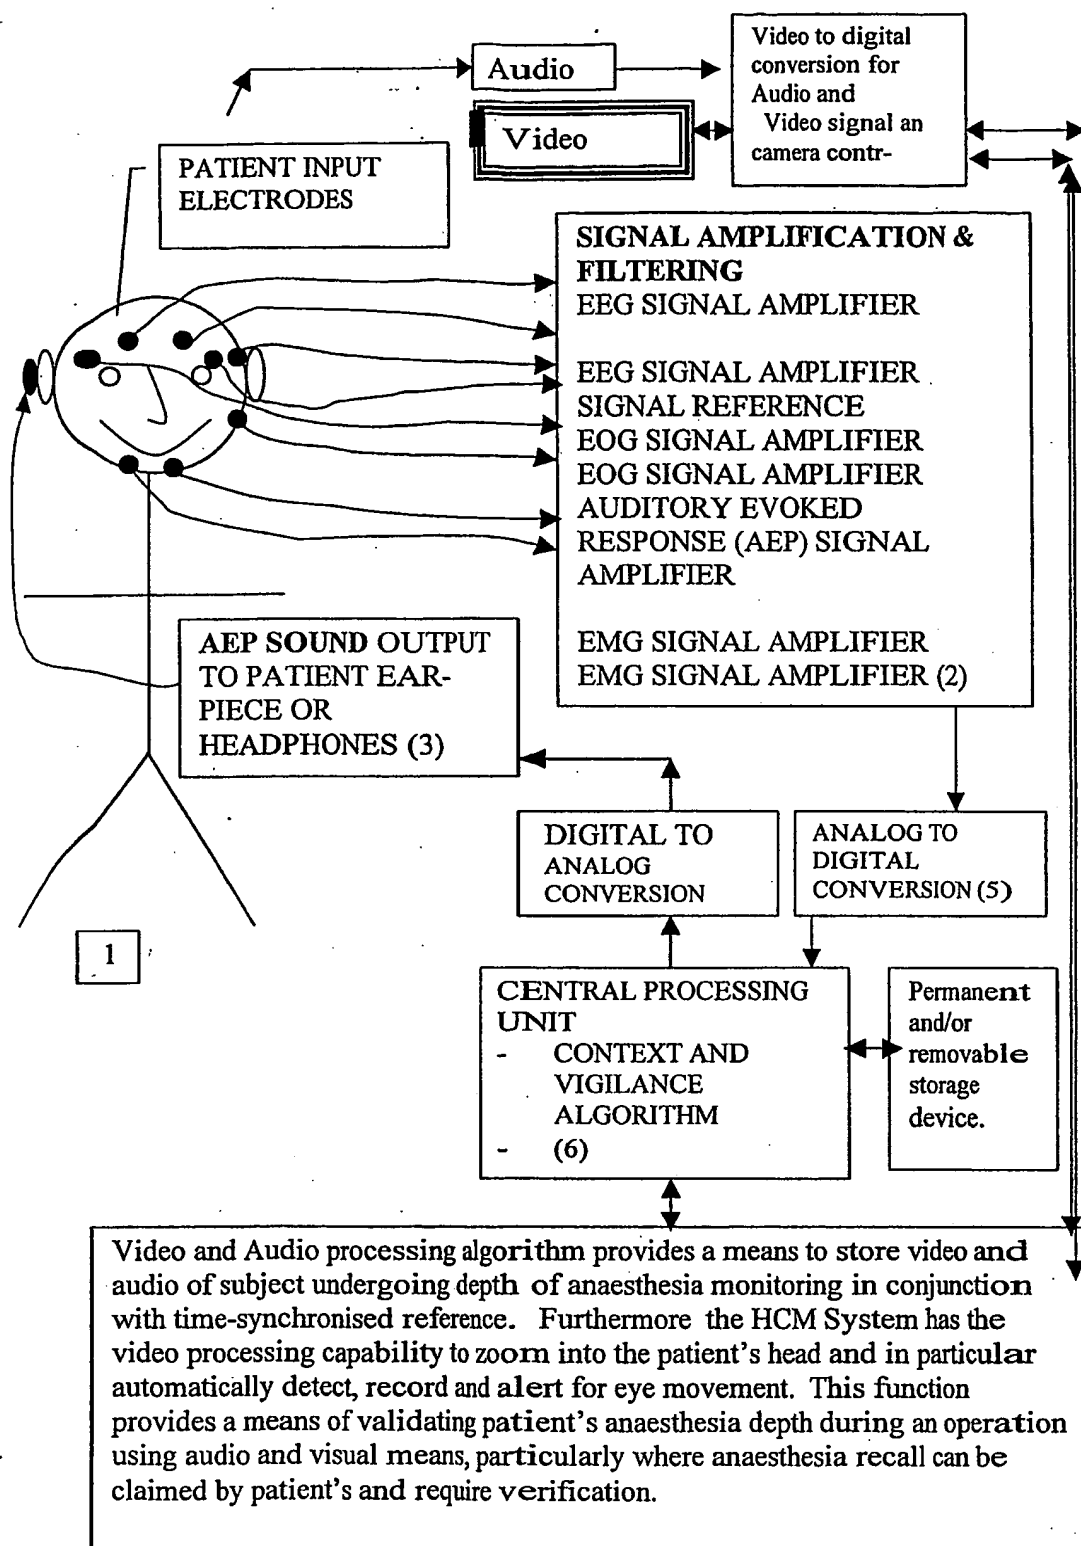 Audio
Video
Video to digital
conversion for
Audio and
Video signal an
camera contr-
PATIENT INPUT
ELECTRODES
SIGNAL AMPLIFICATION &
FILTERING
EEG SIGNAL AMPLIFIER
EEG SIGNAL AMPLIFIER
SIGNAL REFERENCE
EOG SIGNAL AMPLIFIER
EOG SIGNAL AMPLIFIER
AUDITORY EVOKED
RESPONSE (AEP) SIGNAL
AMPLIFIER
EMG SIGNAL AMPLIFIER
EMG SIGNAL AMPLIFIER (2)
AEP SOUND OUTPUT
TO PATIENT EAR-
PIECE OR
HEADPHONES (3)
DIGITAL TO
ANALOG
CONVERSION
ANALOG TO
DIGITAL
CONVERSION (5)
1
CENTRAL PROCESSING
UNIT
- CONTEXT AND
VIGILANCE
ALGORITHM
- (6)
Permanent
and/or
removable
storage
device.
Video and Audio processing algorithm provides a means to store video and
audio of subject undergoing depth of anaesthesia monitoring in conjunction
with time-synchronised reference. Furthermore the HCM System has the
video processing capability to zoom into the patient's head and in particular
automatically detect, record and alert for eye movement. This function
provides a means of validating patient's anaesthesia depth during an operation
using audio and visual means, particularly where anaesthesia recall can be
claimed by patient's and require verification.